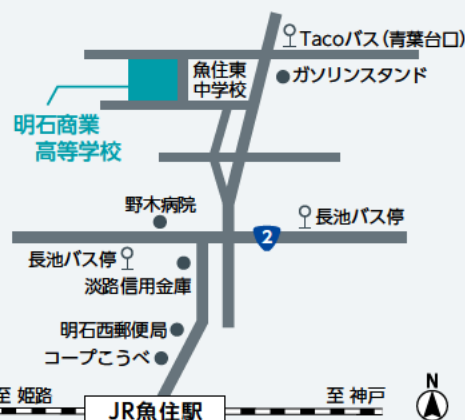 Tacoバス（青葉台口）
魚住東
中学校
ガソリンスタンド
明石商業
高等学校
野木病院
長池バス停
2
長池バス停
淡路信用金庫
明石西郵便局
コープこうべ
至 姫路
JR魚住駅
至 神戸
N